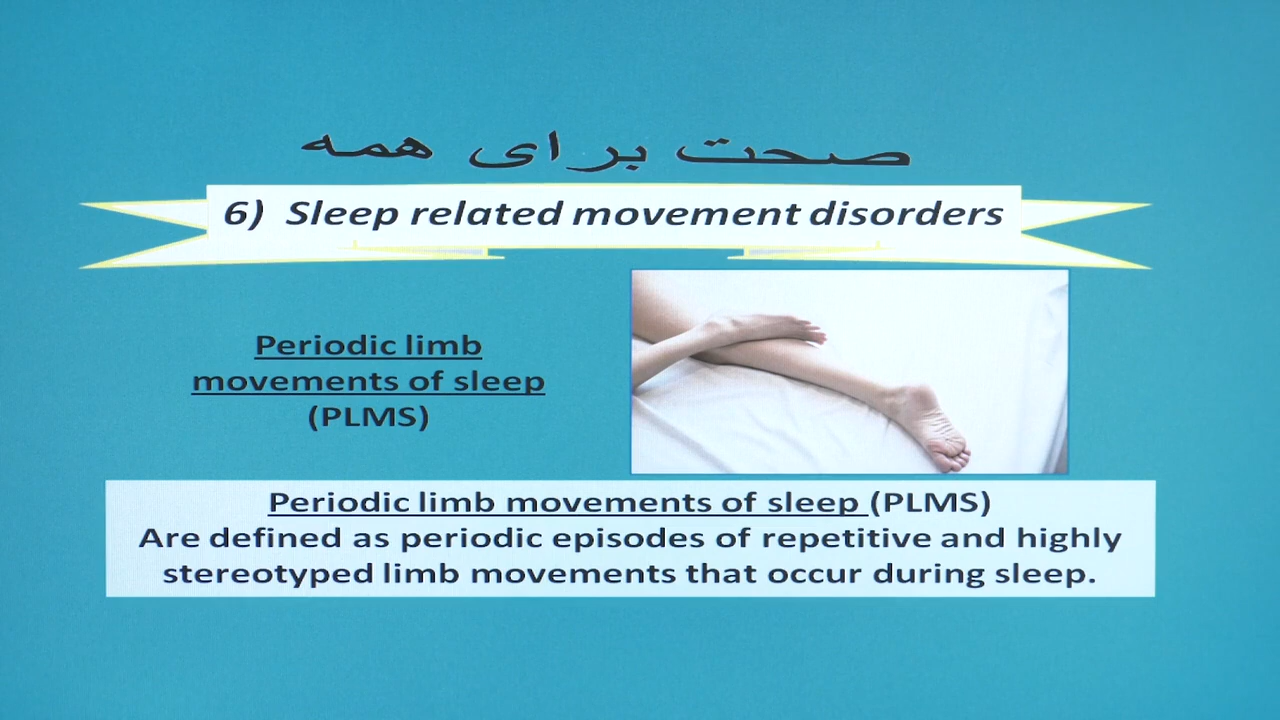 صحت برای همه
6) Sleep related movement disorders
Periodic limb
movements of sleep
(PLMS)
Periodic limb movements of sleep (PLMS)
Are defined as periodic episodes of repetitive and highly
stereotyped limb movements that occur during sleep.